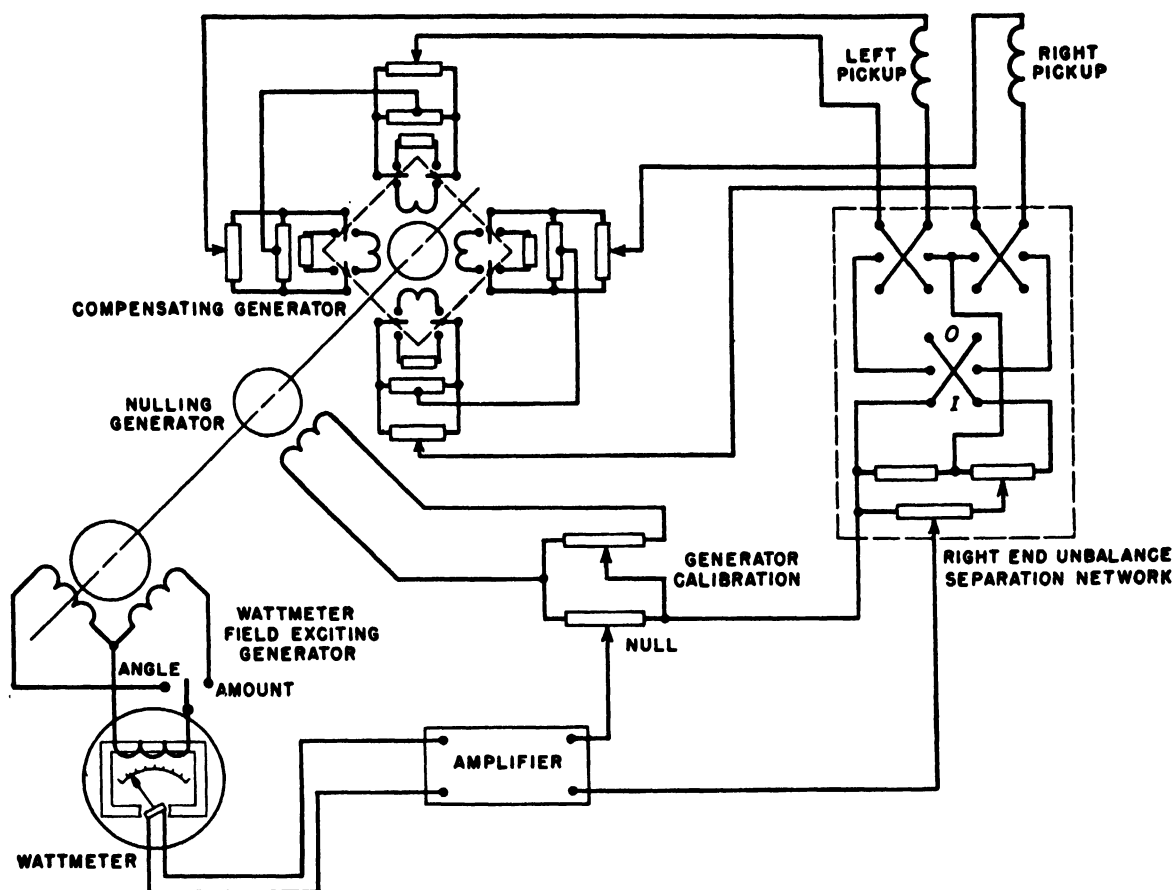 LEFT
PICKUP
RIGHT
PICKUP
COMPENSATING GENERATOR
NULLING
GENERATOR
O
I
GENERATOR
CALIBRATION
RIGHT END UNBALANCE
SEPARATION NETWORK
WATTMETER
FIELD EXCITING
GENERATOR
NULL
ANGLE
AMOUNT
AMPLIFIER
WATTMETER